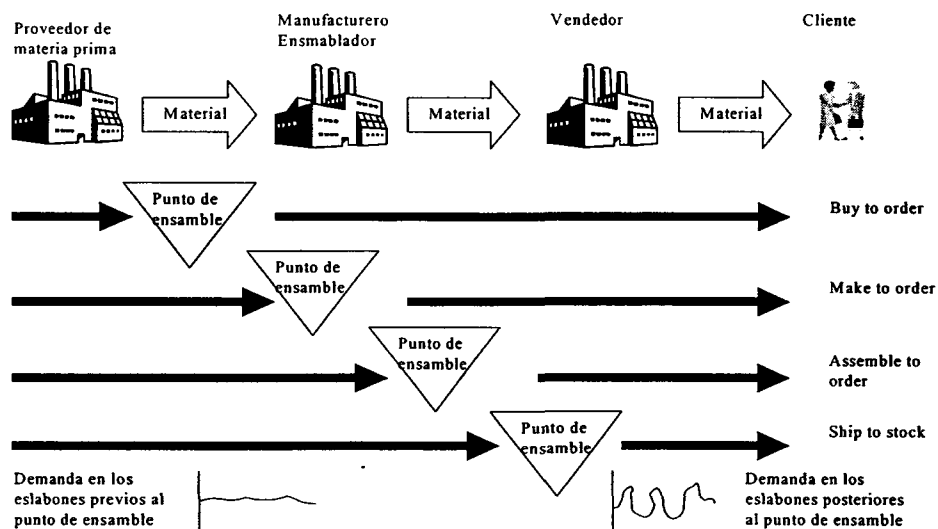 Proveedor de
materia prima
Manufacturero
Ensmablador
Vendedor
Cliente
Material
Material
Material
Punto de
ensamble
Buy to order
Punto de
ensamble
Make to order
Punto de
ensamble
Assemble to
order
Punto de
ensamble
Ship to stock
Demanda en los
eslabones previos al
punto de ensamble
Demanda en los
eslabones posteriores
al punto de ensamble